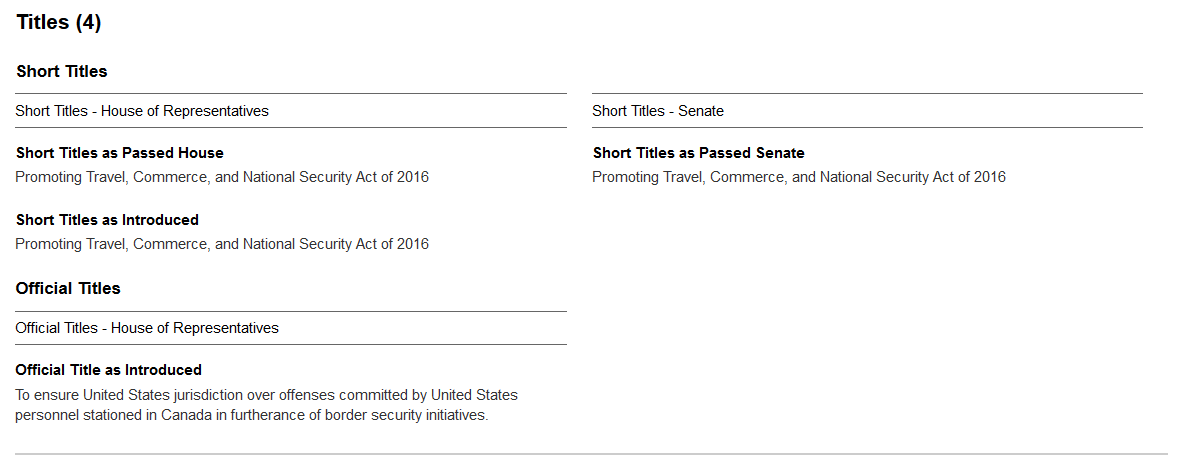 Titles (4)
Short Titles
Short Titles - House of Representatives
Short Titles as Passed House
Promoting Travel, Commerce, and National Security Act of 2016
Short Titles as Introduced
Promoting Travel, Commerce, and National Security Act of 2016
Short Titles - Senate
Short Titles as Passed Senate
Promoting Travel, Commerce, and National Security Act of 2016
Official Titles
Official Titles - House of Representatives
Official Title as Introduced
To ensure United States jurisdiction over offenses committed by United States
personnel stationed in Canada in furtherance of border security initiatives.